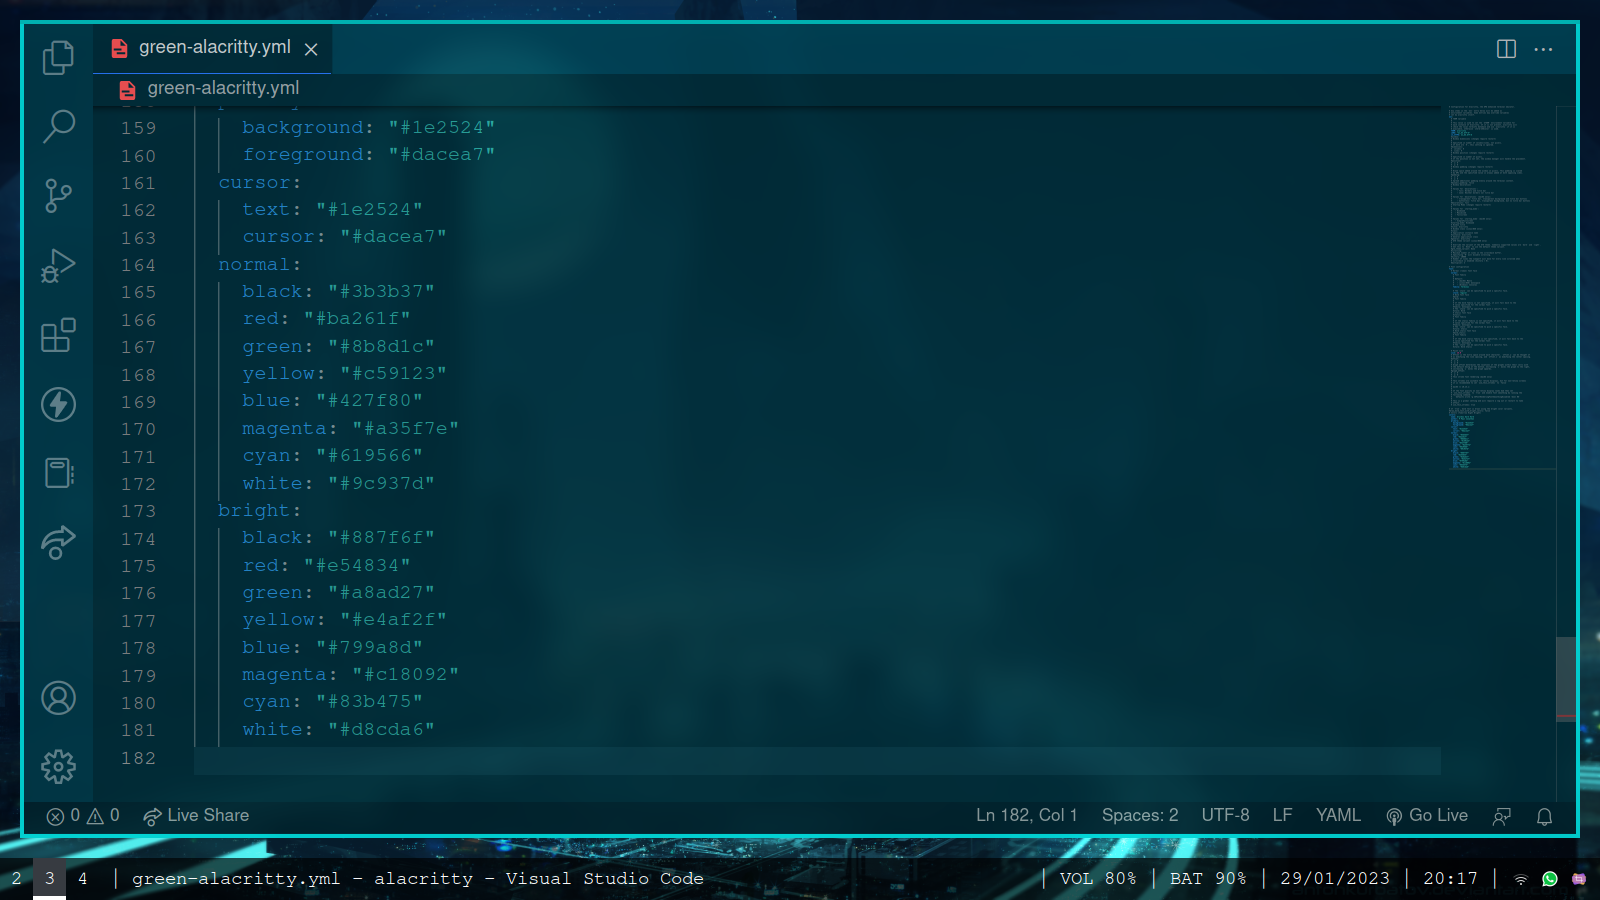 green-alacritty.yml
green-alacritty.yml
159 background: "#1e2524"
160 foreground: "#dacea7"
161 cursor:
162 text: "#1e2524"
163 cursor: "#dacea7"
164 normal:
165 black: "#3b3b37"
166 red: "#ba261f"
167 green: "#8b8d1c"
168 yellow: "#c59123"
169 blue: "#427f80"
170 magenta: "#a35f7e"
171 cyan: "#619566"
172 white: "#9c937d"
173 bright:
174 black: "#887f6f"
175 red: "#e54834"
176 green: "#a8ad27"
177 yellow: "#e4af2f"
178 blue: "#799a8d"
179 magenta: "#c18092"
180 cyan: "#83b475"
181 white: "#d8cda6"
182
0 0 Live Share Ln 182, Col 1 Spaces: 2 UTF-8 LF YAML Go Live
2 3 4 | green-alacritty.yml - alacritty - Visual Studio Code | VOL 80% | BAT 90% | 29/01/2023 | 20:17 |